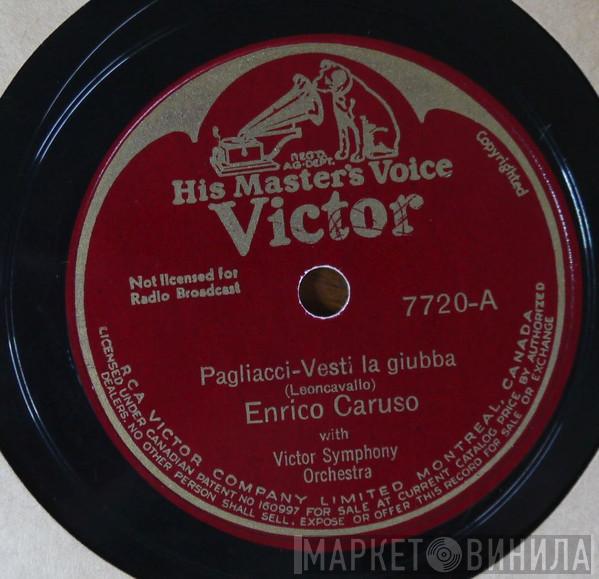 REG'D.
AG-DEPT.
His Master's Voice
Victor
Copyrighted
Not licensed for
Radio Broadcast
7720-A
Pagliacci-Vesti la giubba
(Leoncavallo)
Enrico Caruso
with
Victor Symphony
Orchestra
RCA VICTOR COMPANY LIMITED MONTREAL, CANADA
LICENSED UNDER CANADIAN PATENT NO 160997 FOR SALE AT CURRENT CATALOG PRICE BY AUTHORIZED
DEALERS. NO OTHER PERSON SHALL SELL, EXPOSE OR OFFER THIS RECORD FOR SALE OR EXCHANGE
МАРКЕТ ВИНИЛА